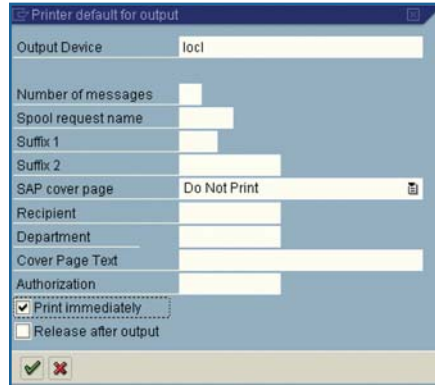 Printer default for output
Output Device locl
Number of messages
Spool request name
Suffix 1
Suffix 2
SAP cover page Do Not Print
Recipient
Department
Cover Page Text
Authorization
Print immediately
Release after output